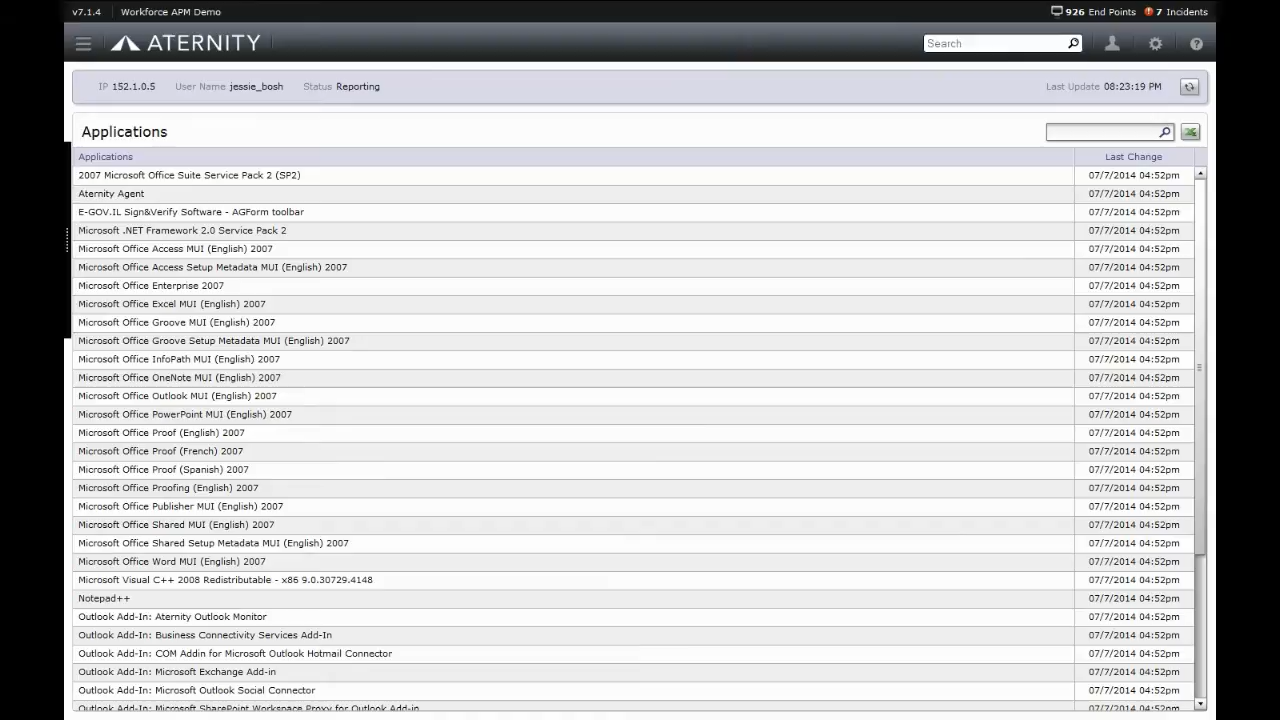 v7.1.4 Workforce APM Demo 926 End Points 7 Incidents
ATERNITY Search
IP 152.1.0.5 User Name jessie_bosh Status Reporting Last Update 08:23:19 PM
Applications
Applications Last Change
2007 Microsoft Office Suite Service Pack 2 (SP2) 07/7/2014 04:52pm
Aternity Agent 07/7/2014 04:52pm
E-GOV.IL Sign&Verify Software - AGForm toolbar 07/7/2014 04:52pm
Microsoft .NET Framework 2.0 Service Pack 2 07/7/2014 04:52pm
Microsoft Office Access MUI (English) 2007 07/7/2014 04:52pm
Microsoft Office Access Setup Metadata MUI (English) 2007 07/7/2014 04:52pm
Microsoft Office Enterprise 2007 07/7/2014 04:52pm
Microsoft Office Excel MUI (English) 2007 07/7/2014 04:52pm
Microsoft Office Groove MUI (English) 2007 07/7/2014 04:52pm
Microsoft Office Groove Setup Metadata MUI (English) 2007 07/7/2014 04:52pm
Microsoft Office InfoPath MUI (English) 2007 07/7/2014 04:52pm
Microsoft Office OneNote MUI (English) 2007 07/7/2014 04:52pm
Microsoft Office Outlook MUI (English) 2007 07/7/2014 04:52pm
Microsoft Office PowerPoint MUI (English) 2007 07/7/2014 04:52pm
Microsoft Office Proof (English) 2007 07/7/2014 04:52pm
Microsoft Office Proof (French) 2007 07/7/2014 04:52pm
Microsoft Office Proof (Spanish) 2007 07/7/2014 04:52pm
Microsoft Office Proofing (English) 2007 07/7/2014 04:52pm
Microsoft Office Publisher MUI (English) 2007 07/7/2014 04:52pm
Microsoft Office Shared MUI (English) 2007 07/7/2014 04:52pm
Microsoft Office Shared Setup Metadata MUI (English) 2007 07/7/2014 04:52pm
Microsoft Office Word MUI (English) 2007 07/7/2014 04:52pm
Microsoft Visual C++ 2008 Redistributable - x86 9.0.30729.4148 07/7/2014 04:52pm
Notepad++ 07/7/2014 04:52pm
Outlook Add-In: Aternity Outlook Monitor 07/7/2014 04:52pm
Outlook Add-In: Business Connectivity Services Add-In 07/7/2014 04:52pm
Outlook Add-In: COM Addin for Microsoft Outlook Hotmail Connector 07/7/2014 04:52pm
Outlook Add-In: Microsoft Exchange Add-in 07/7/2014 04:52pm
Outlook Add-In: Microsoft Outlook Social Connector 07/7/2014 04:52pm
Outlook Add-In: Microsoft SharePoint Workspace Proxy for Outlook Add-in 07/7/2014 04:52pm